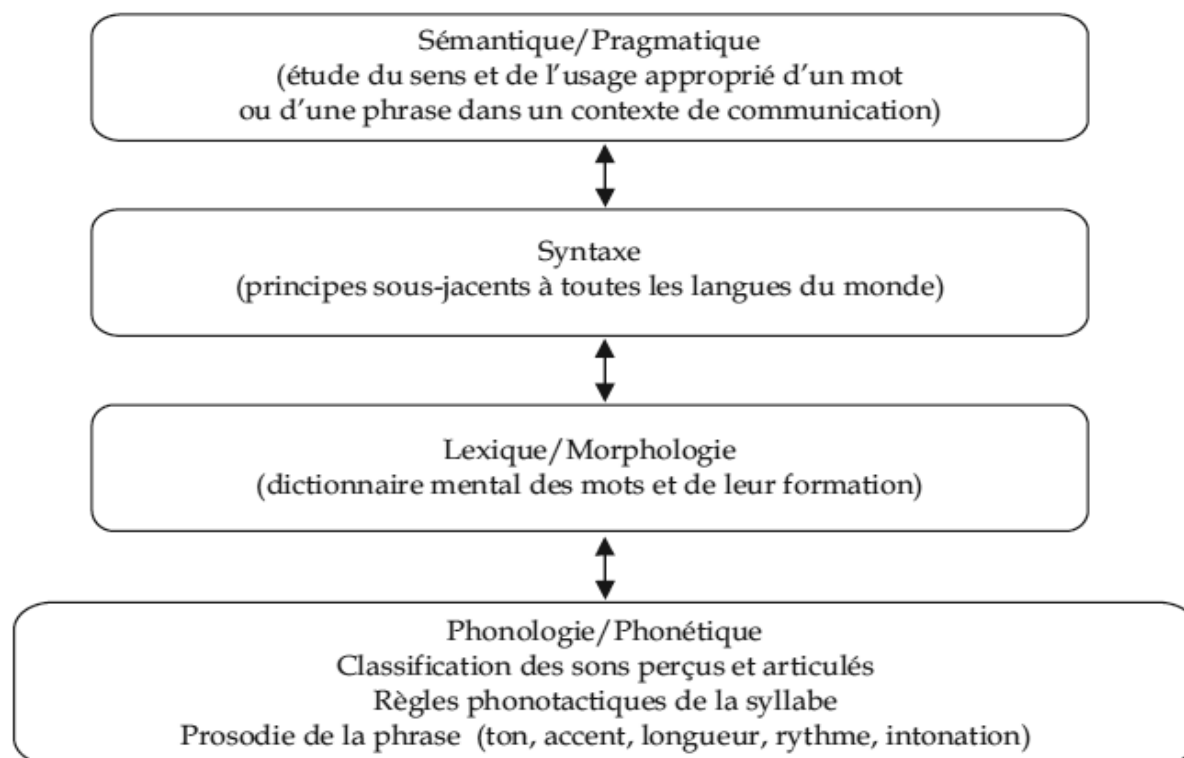 Sémantique/Pragmatique
(étude du sens et de l'usage approprié d'un mot
ou d'une phrase dans un contexte de communication)
Syntaxe
(principes sous-jacents à toutes les langues du monde)
Lexique/Morphologie
(dictionnaire mental des mots et de leur formation)
Phonologie/Phonétique
Classification des sons perçus et articulés
Règles phonotactiques de la syllabe
Prosodie de la phrase (ton, accent, longueur, rythme, intonation)